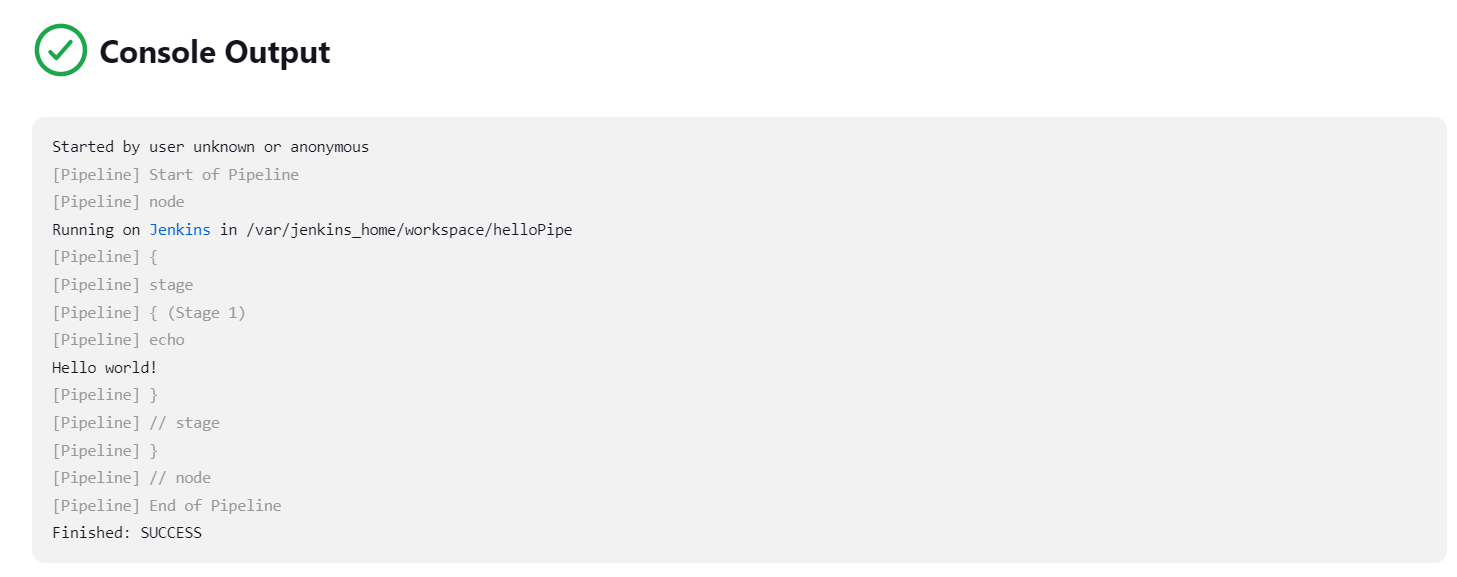 Console Output
Started by user unknown or anonymous
[Pipeline] Start of Pipeline
[Pipeline] node
Running on Jenkins in /var/jenkins_home/workspace/helloPipe
[Pipeline] {
[Pipeline] stage
[Pipeline] { (Stage 1)
[Pipeline] echo
Hello world!
[Pipeline] }
[Pipeline] // stage
[Pipeline] }
[Pipeline] // node
[Pipeline] End of Pipeline
Finished: SUCCESS